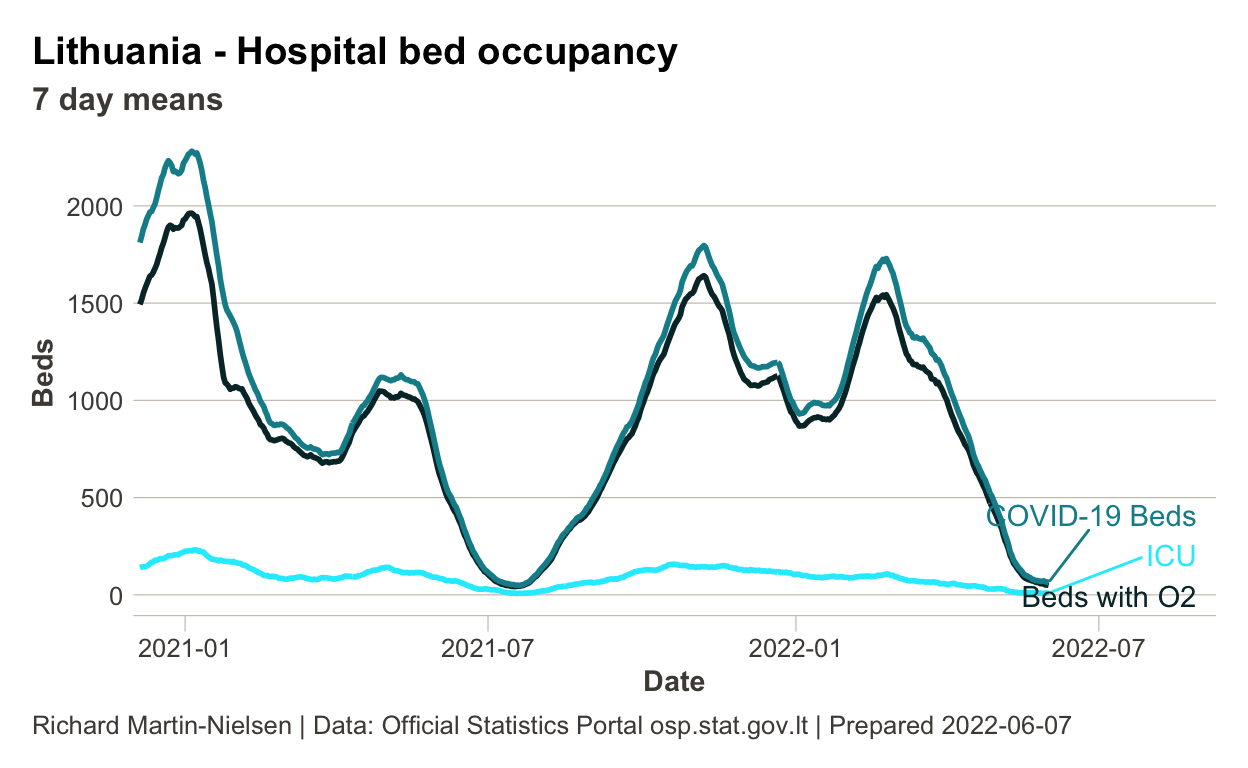 Lithuania - Hospital bed occupancy
7 day means
2000
1500
1000
500
0
Beds
COVID-19 Beds
ICU
Beds with O2
2021-01
2021-07
2022-01
2022-07
Date
Richard Martin-Nielsen | Data: Official Statistics Portal osp.stat.gov.lt | Prepared 2022-06-07